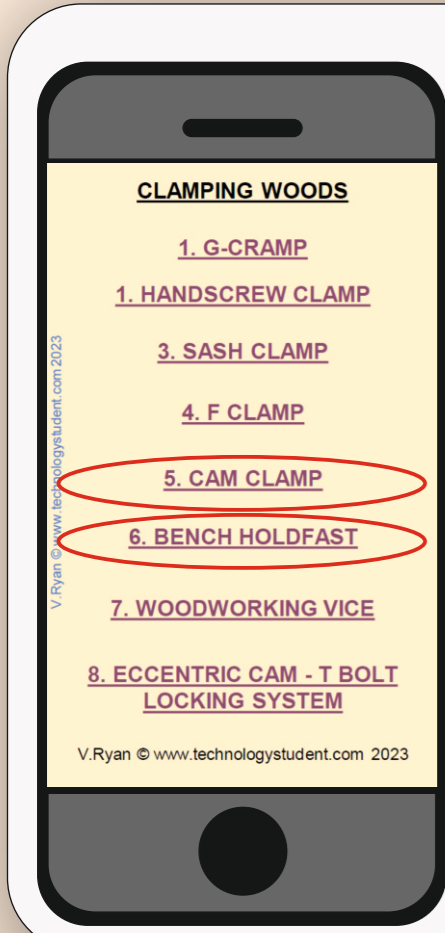 CLAMPING WOODS
1. G-CRAMP
1. HANDSCREW CLAMP
3. SASH CLAMP
4. F CLAMP
5. CAM CLAMP
6. BENCH HOLDFAST
7. WOODWORKING VICE
8. ECCENTRIC CAM - T BOLT
LOCKING SYSTEM
V.Ryan © www.technologystudent.com 2023
V.Ryan © www.technologystudent.com 2023